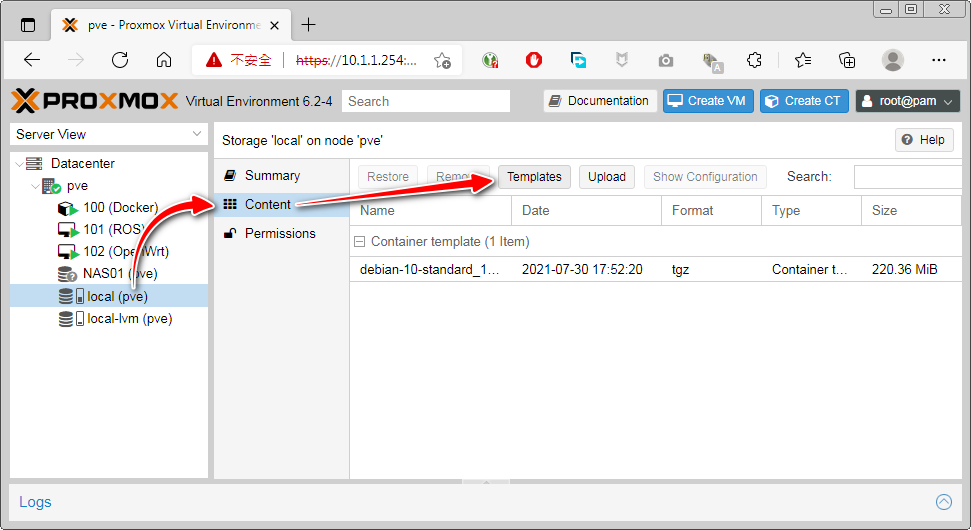 pve - Proxmox Virtual Environme
不安全 https://10.1.1.254:...
PROXMOX Virtual Environment 6.2-4 Search Documentation Create VM Create CT root@pam
Server View
Storage 'local' on node 'pve' Help
Datacenter
pve
100 (Docker)
101 (ROS)
102 (OpenWrt)
NAS01 (pve)
local (pve)
local-lvm (pve)
Summary
Content
Permissions
Restore Remove Templates Upload Show Configuration Search:
Name Date Format Type Size
Container template (1 Item)
debian-10-standard_1... 2021-07-30 17:52:20 tgz Container t... 220.36 MiB
Logs